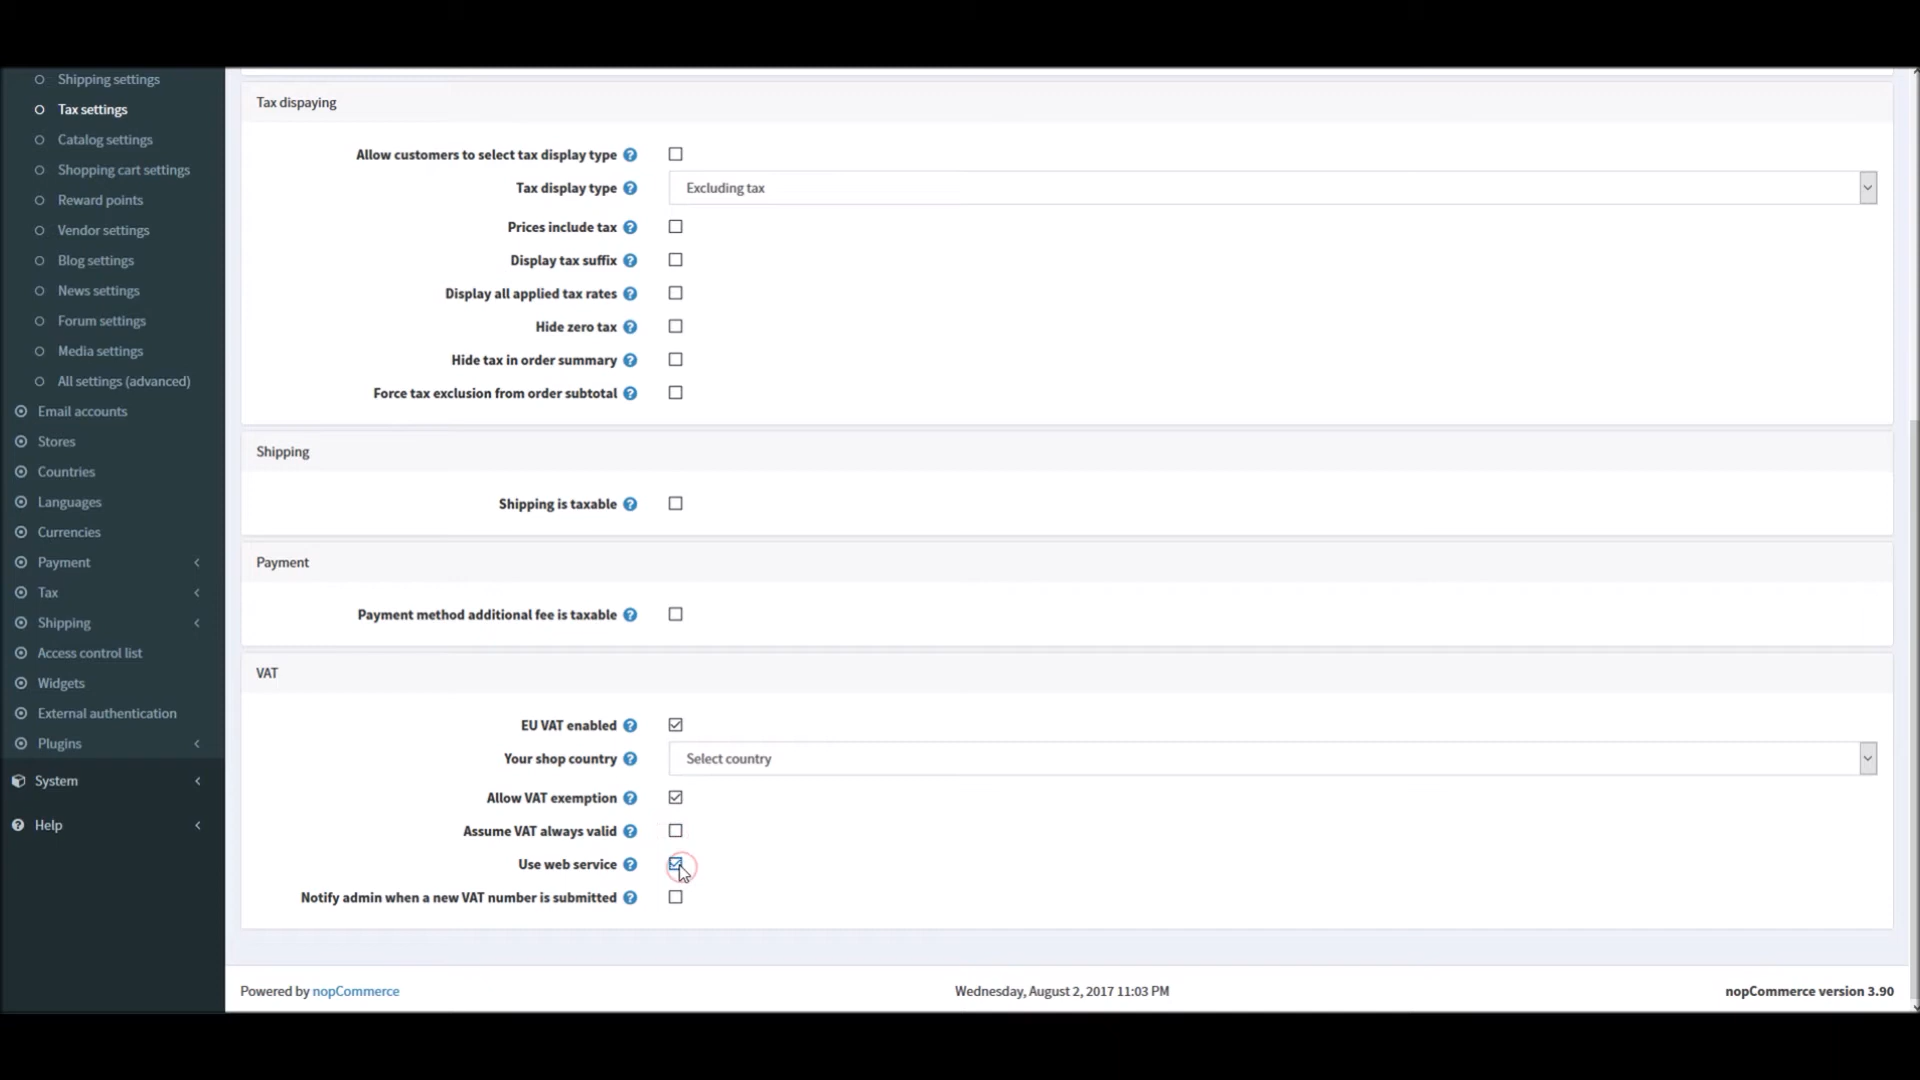 Shipping settings
Tax settings
Catalog settings
Shopping cart settings
Reward points
Vendor settings
Blog settings
News settings
Forum settings
Media settings
All settings (advanced)
Email accounts
Stores
Countries
Languages
Currencies
Payment
Tax
Shipping
Access control list
Widgets
External authentication
Plugins
System
Help
Tax dispaying
Allow customers to select tax display type
Tax display type Excluding tax
Prices include tax
Display tax suffix
Display all applied tax rates
Hide zero tax
Hide tax in order summary
Force tax exclusion from order subtotal
Shipping
Shipping is taxable
Payment
Payment method additional fee is taxable
VAT
EU VAT enabled
Your shop country Select country
Allow VAT exemption
Assume VAT always valid
Use web service
Notify admin when a new VAT number is submitted
Powered by nopCommerce Wednesday, August 2, 2017 11:03 PM nopCommerce version 3.90